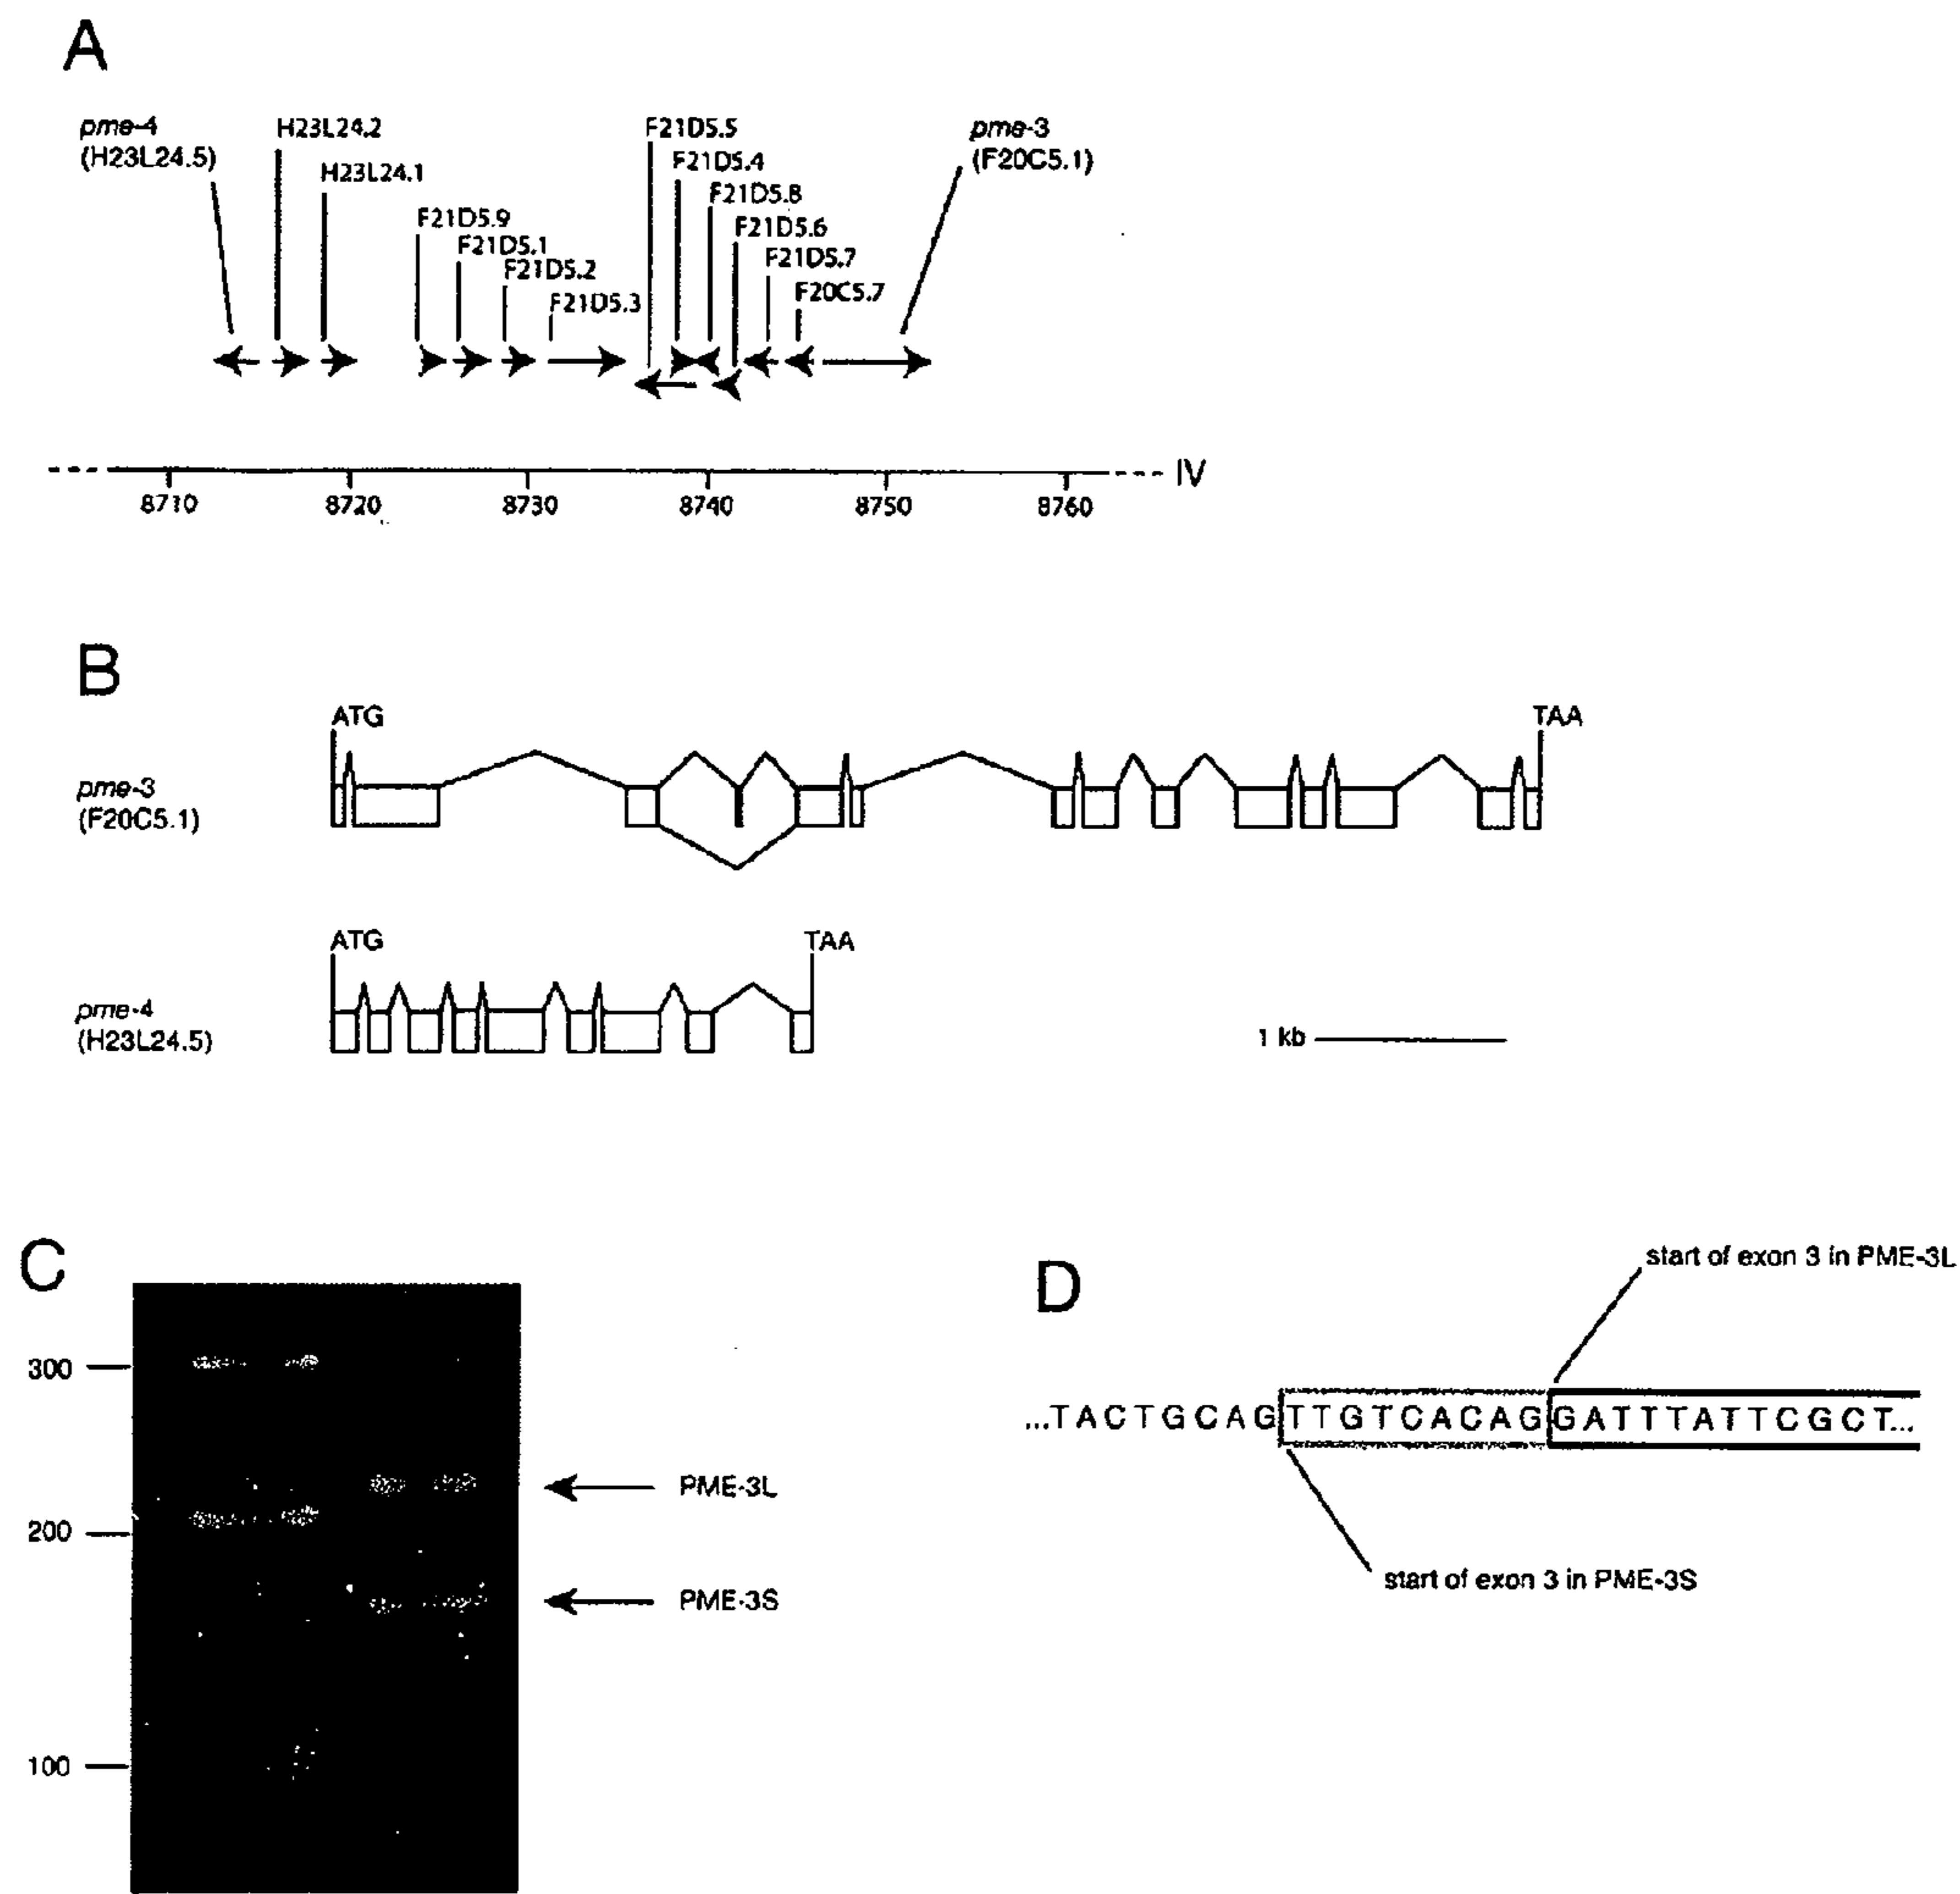 A
pme-4
(H23L24.5)
H23L24.2
H23L24.1
F21D5.9
F21D5.1
F21D5.2
F21D5.3
F21D5.5
F21D5.4
F21D5.8
F21D5.6
F21D5.7
F20C5.7
pme-3
(F20C5.1)
IV
8710 8720 8730 8740 8750 8760
B
ATG TAA
pme-3
(F20C5.1)
ATG TAA
pme-4
(H23L24.5)
1 kb
C
300
200
100
PME-3L
PME-3S
D
start of exon 3 in PME-3L
...TACTGCAGTTGTCACAGGATTTATTCGCT...
start of exon 3 in PME-3S